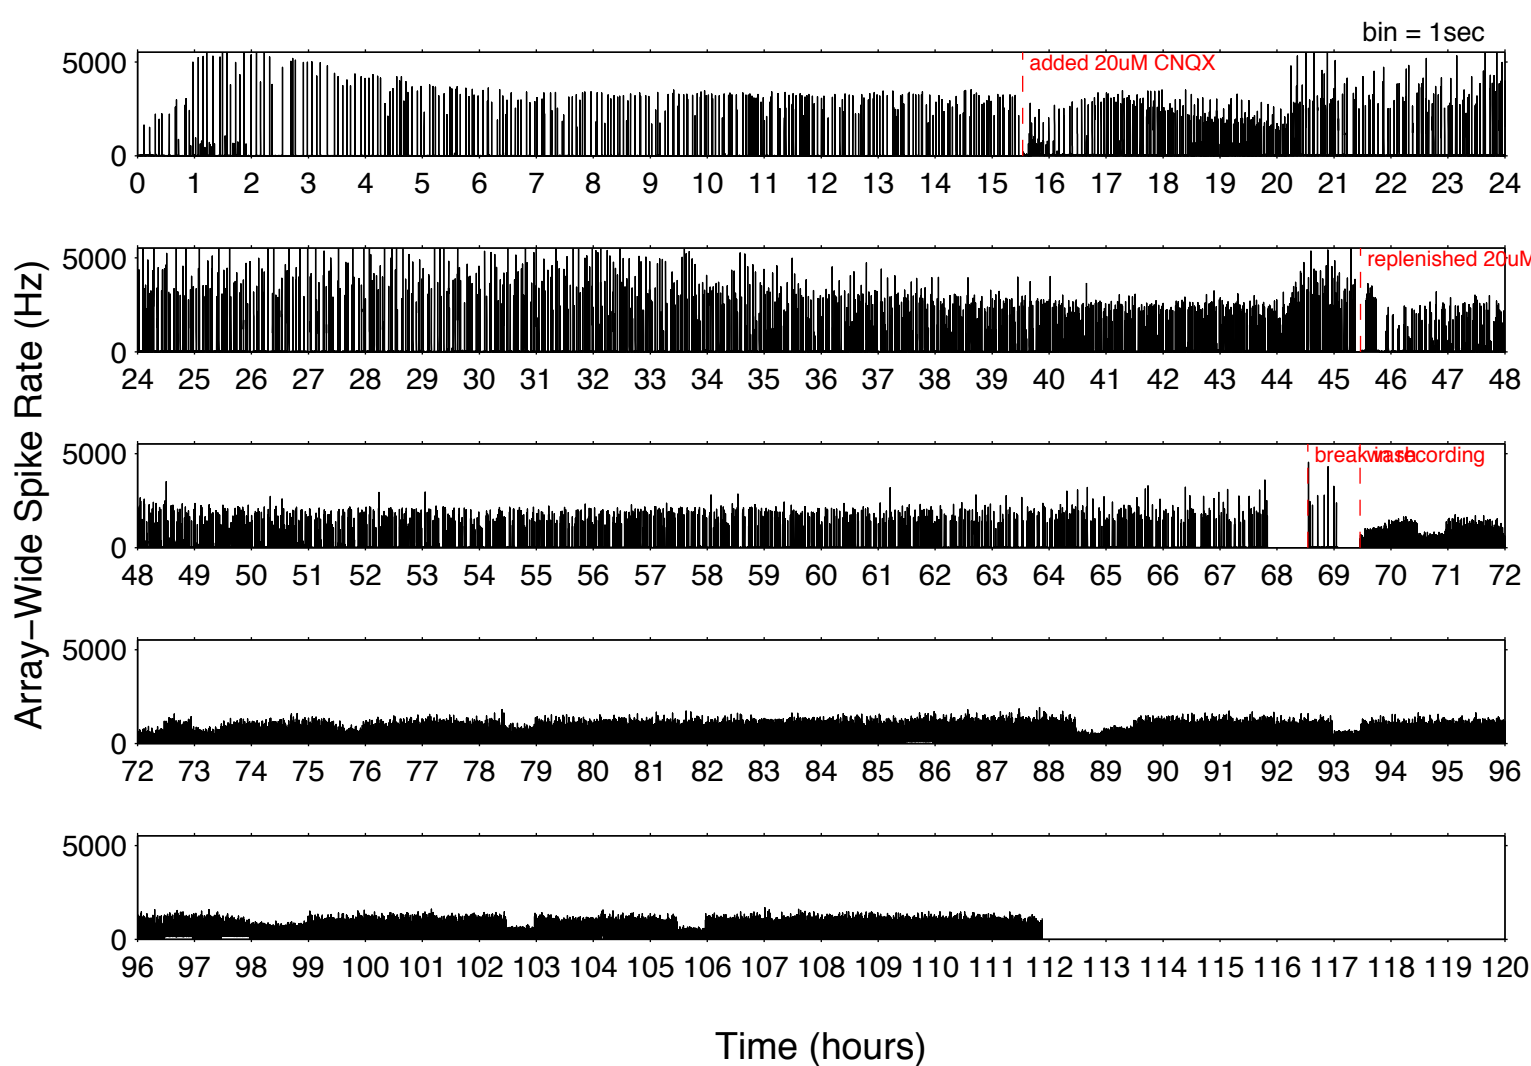 bin = 1sec
5000
added 20uM CNQX
0
0 1 2 3 4 5 6 7 8 9 10 11 12 13 14 15 16 17 18 19 20 21 22 23 24
5000
replenished 20uM
0
24 25 26 27 28 29 30 31 32 33 34 35 36 37 38 39 40 41 42 43 44 45 46 47 48
Array-Wide Spike Rate (Hz)
5000
break in recording
wash
0
48 49 50 51 52 53 54 55 56 57 58 59 60 61 62 63 64 65 66 67 68 69 70 71 72
5000
0
72 73 74 75 76 77 78 79 80 81 82 83 84 85 86 87 88 89 90 91 92 93 94 95 96
5000
0
96 97 98 99 100 101 102 103 104 105 106 107 108 109 110 111 112 113 114 115 116 117 118 119 120
Time (hours)